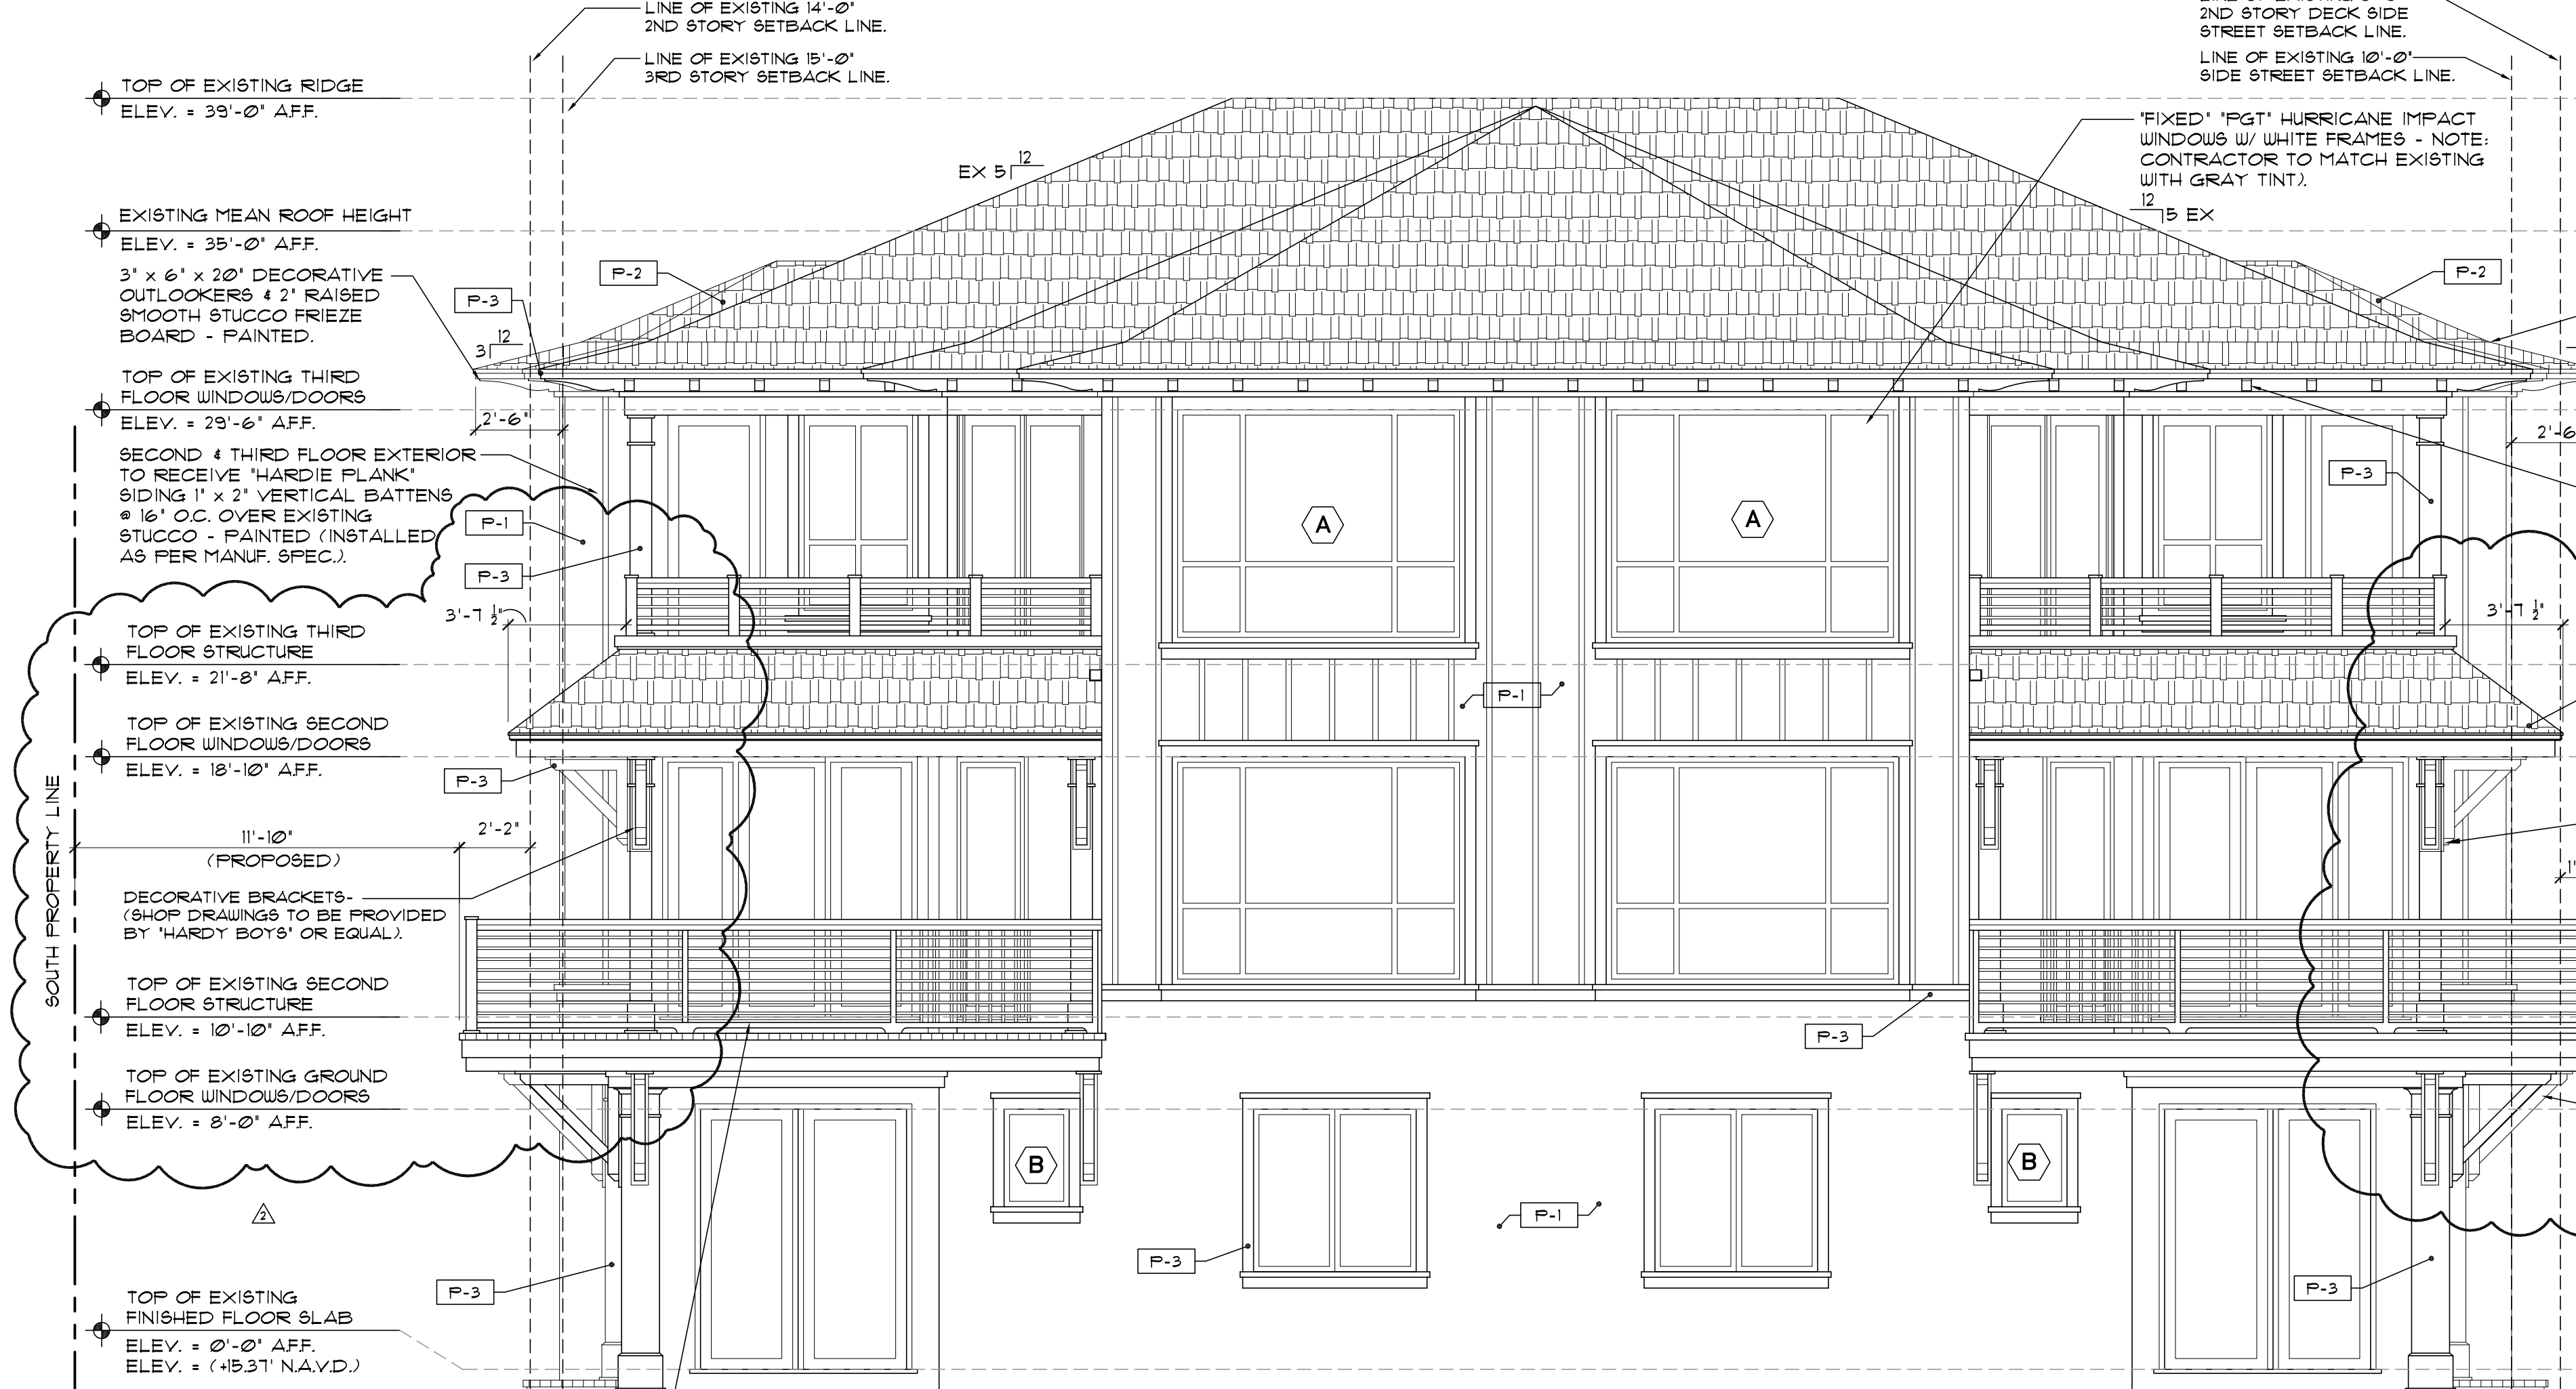 LINE OF EXISTING 14'-0"
2ND STORY SETBACK LINE.
LINE OF EXISTING 15'-0"
3RD STORY SETBACK LINE.
2ND STORY DECK SIDE
STREET SETBACK LINE.
LINE OF EXISTING 10'-0"
SIDE STREET SETBACK LINE.
TOP OF EXISTING RIDGE
ELEV. = 39'-0" A.F.F.
"FIXED" "PGT" HURRICANE IMPACT
WINDOWS W/ WHITE FRAMES - NOTE:
CONTRACTOR TO MATCH EXISTING
WITH GRAY TINT).
12
EX 5
12
5 EX
EXISTING MEAN ROOF HEIGHT
ELEV. = 35'-0" A.F.F.
3" x 6" x 20" DECORATIVE
OUTLOOKERS & 2" RAISED
SMOOTH STUCCO FRIEZE
BOARD - PAINTED.
P-2
P-2
P-3
12
3
TOP OF EXISTING THIRD
FLOOR WINDOWS/DOORS
ELEV. = 29'-6" A.F.F.
2'-6"
2'-6
SECOND & THIRD FLOOR EXTERIOR
TO RECEIVE "HARDIE PLANK"
SIDING 1" x 2" VERTICAL BATTENS
@ 16" O.C. OVER EXISTING
STUCCO - PAINTED (INSTALLED
AS PER MANUF. SPEC.).
P-1
P-3
P-3
A
A
3'-7 1/2"
3'-7 1/2"
TOP OF EXISTING THIRD
FLOOR STRUCTURE
ELEV. = 21'-8" A.F.F.
P-1
TOP OF EXISTING SECOND
FLOOR WINDOWS/DOORS
ELEV. = 18'-10" A.F.F.
P-3
SOUTH PROPERTY LINE
11'-10"
(PROPOSED)
2'-2"
DECORATIVE BRACKETS-
(SHOP DRAWINGS TO BE PROVIDED
BY "HARDY BOYS" OR EQUAL).
TOP OF EXISTING SECOND
FLOOR STRUCTURE
ELEV. = 10'-10" A.F.F.
P-3
TOP OF EXISTING GROUND
FLOOR WINDOWS/DOORS
ELEV. = 8'-0" A.F.F.
B
B
2
P-1
P-3
P-3
P-3
TOP OF EXISTING
FINISHED FLOOR SLAB
ELEV. = 0'-0" A.F.F.
ELEV. = (+15.37' N.A.V.D.)